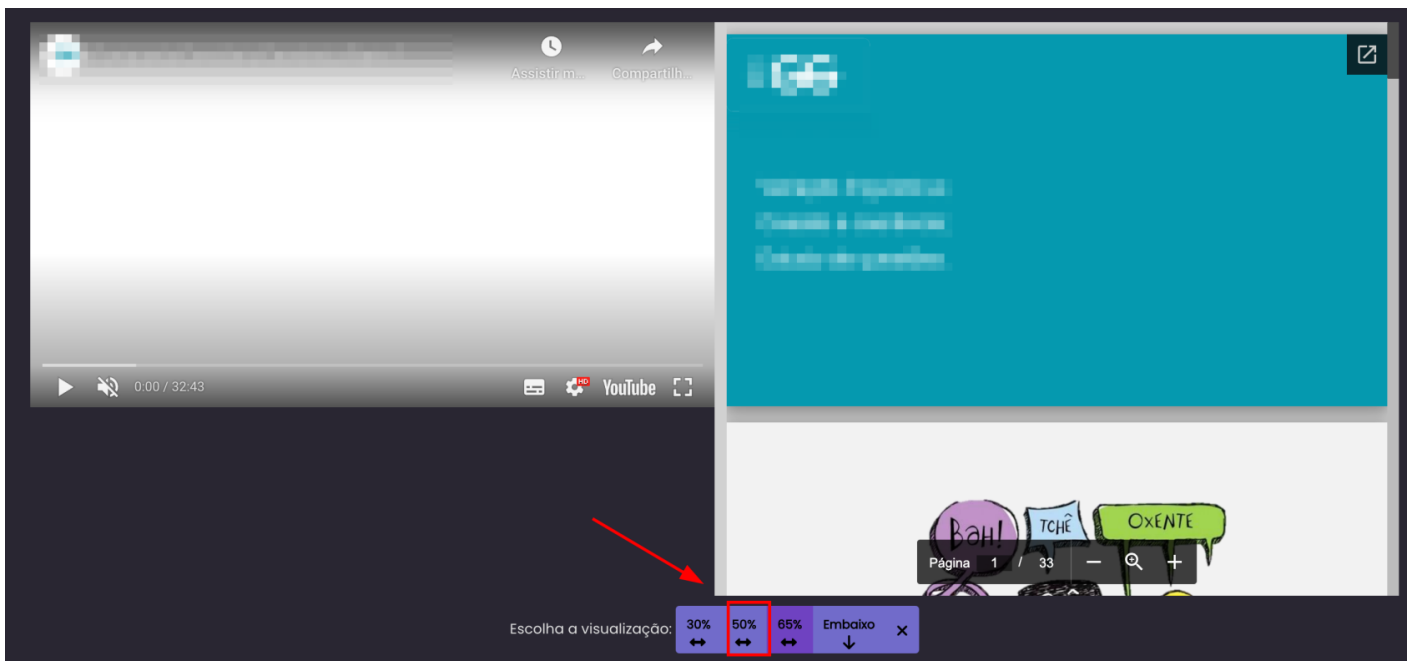 Assistir m... Compartilh...
0:00 / 32:43 HD YouTube
BaH! TCHÊ OXENTE
Página 1 / 33
Escolha a visualização: 30% 50% 65% Embaixo